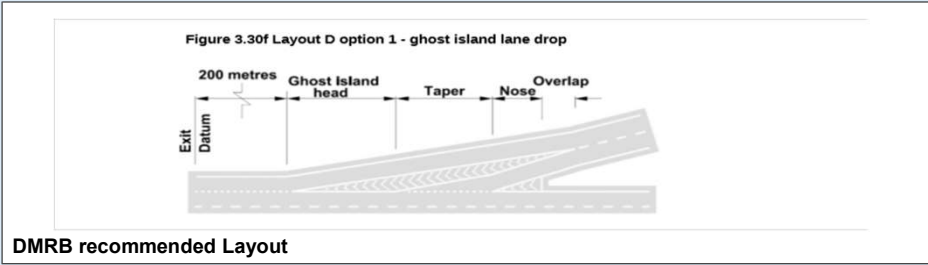 Figure 3.30f Layout D option 1 - ghost island lane drop
200 metres
Ghost Island
head
Taper
Nose
Overlap
Exit
Datum
DMRB recommended Layout